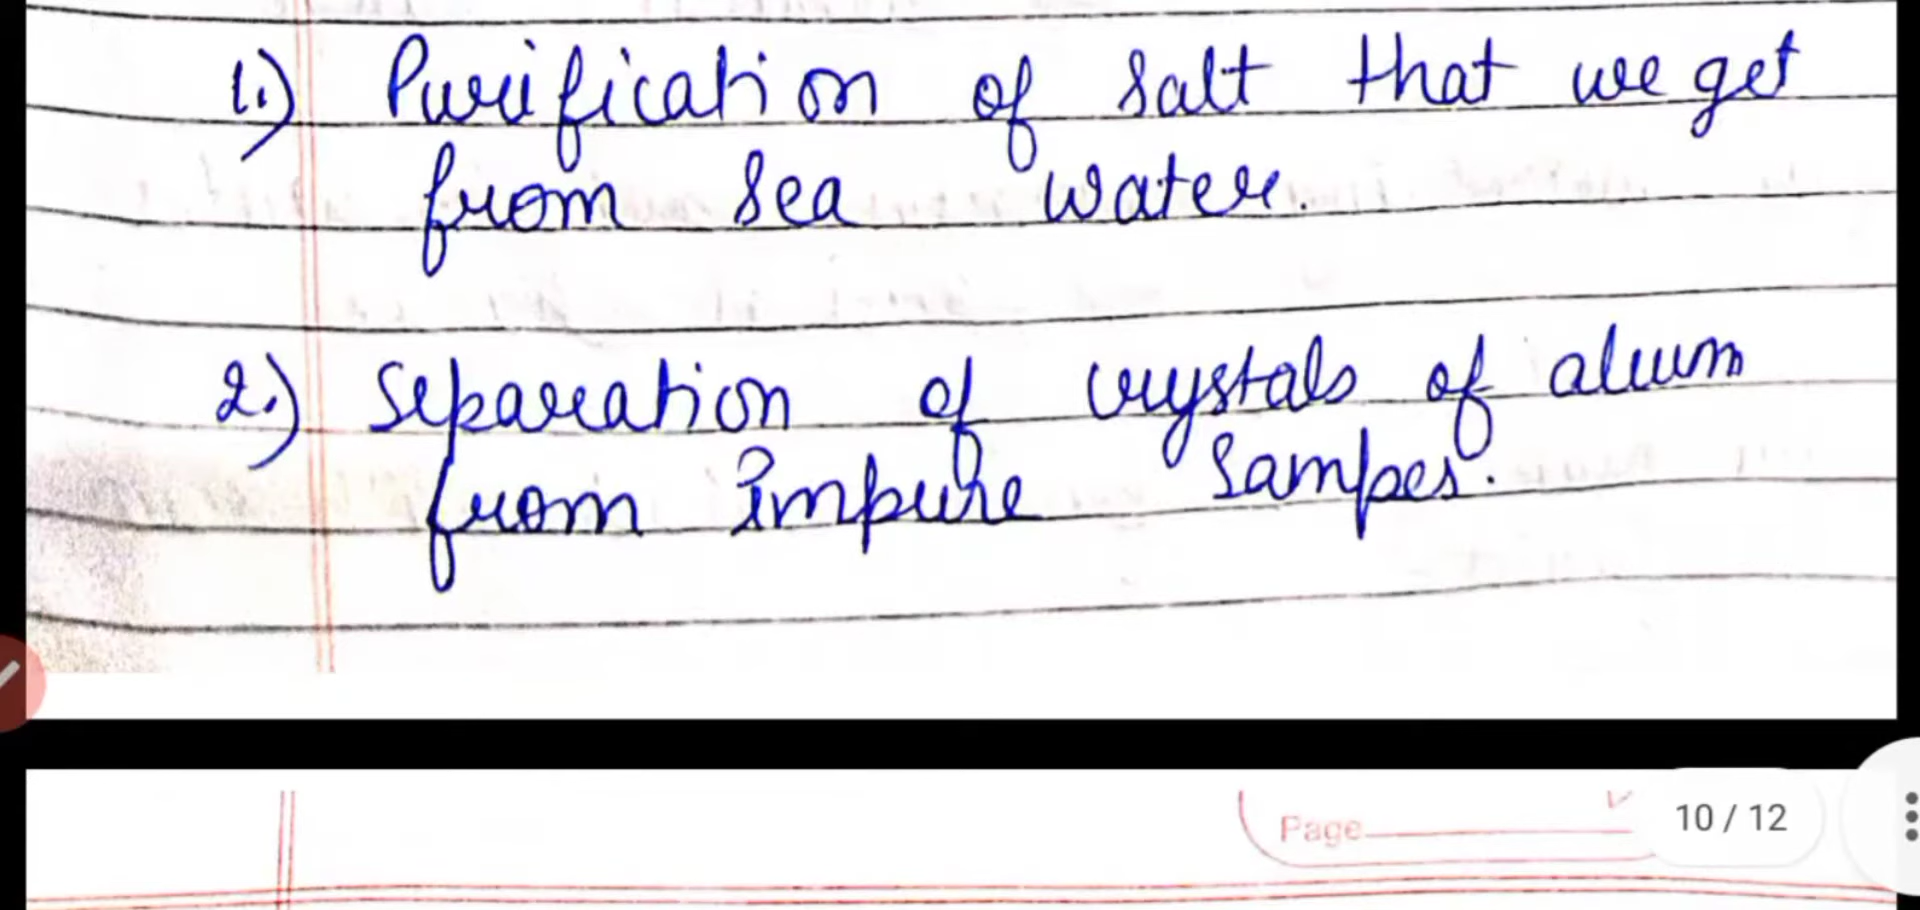 1.) Purification of salt that we get
from sea water.
2.) Separation of crystals of alum
from impure Sampes.
Page
10 / 12